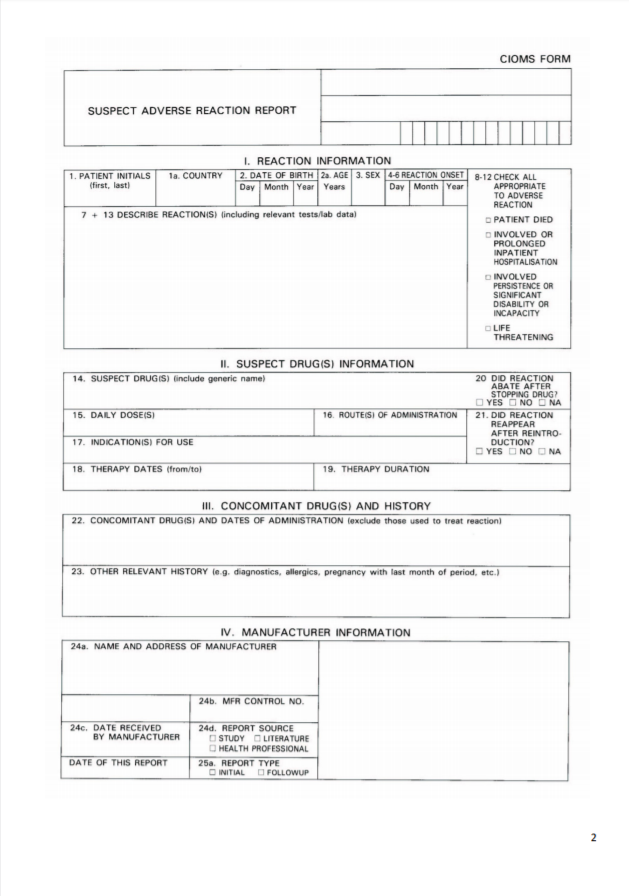 CIOMS FORM
SUSPECT ADVERSE REACTION REPORT
I. REACTION INFORMATION
1. PATIENT INITIALS
(first, last)
1a. COUNTRY
2. DATE OF BIRTH
Day Month Year
2a. AGE
Years
3. SEX
4-6 REACTION ONSET
Day Month Year
8-12 CHECK ALL
APPROPRIATE
TO ADVERSE
REACTION
☐ PATIENT DIED
☐ INVOLVED OR
PROLONGED
INPATIENT
HOSPITALISATION
☐ INVOLVED
PERSISTENCE OR
SIGNIFICANT
DISABILITY OR
INCAPACITY
☐ LIFE
THREATENING
7 + 13 DESCRIBE REACTION(S) (including relevant tests/lab data)
II. SUSPECT DRUG(S) INFORMATION
14. SUSPECT DRUG(S) (include generic name)
20 DID REACTION
ABATE AFTER
STOPPING DRUG?
☐ YES ☐ NO ☐ NA
15. DAILY DOSE(S)
16. ROUTE(S) OF ADMINISTRATION
21. DID REACTION
REAPPEAR
AFTER REINTRO-
DUCTION?
☐ YES ☐ NO ☐ NA
17. INDICATION(S) FOR USE
18. THERAPY DATES (from/to)
19. THERAPY DURATION
III. CONCOMITANT DRUG(S) AND HISTORY
22. CONCOMITANT DRUG(S) AND DATES OF ADMINISTRATION (exclude those used to treat reaction)
23. OTHER RELEVANT HISTORY (e.g. diagnostics, allergics, pregnancy with last month of period, etc.)
IV. MANUFACTURER INFORMATION
24a. NAME AND ADDRESS OF MANUFACTURER
24b. MFR CONTROL NO.
24c. DATE RECEIVED
BY MANUFACTURER
24d. REPORT SOURCE
☐ STUDY ☐ LITERATURE
☐ HEALTH PROFESSIONAL
DATE OF THIS REPORT
25a. REPORT TYPE
☐ INITIAL ☐ FOLLOWUP
2